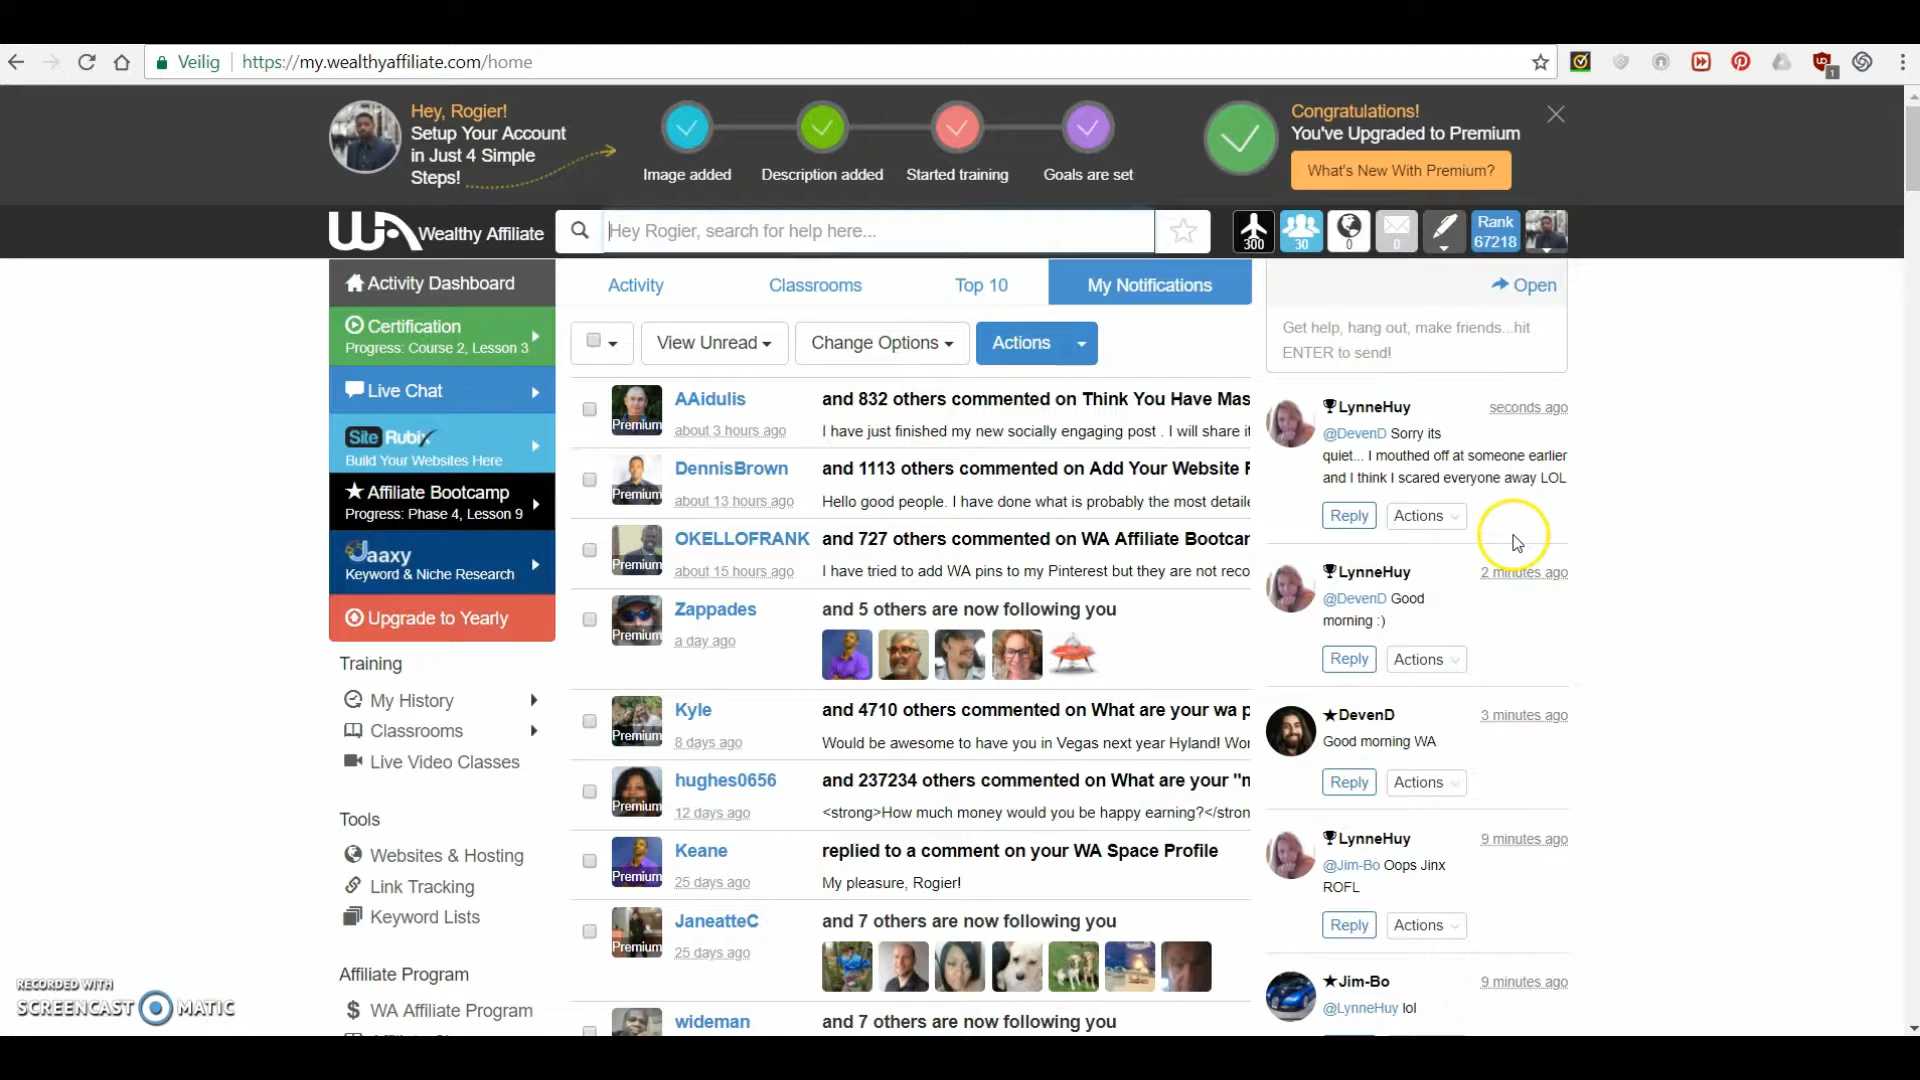 Veilig
https://my.wealthyaffiliate.com/home
Hey, Rogier!
Setup Your Account
in Just 4 Simple
Steps!
Image added
Description added
Started training
Goals are set
Congratulations!
You've Upgraded to Premium
What's New With Premium?
WA Wealthy Affiliate
Hey Rogier, search for help here...
300
30
0
0
Rank
67218
Activity Dashboard
Certification
Progress: Course 2, Lesson 3
Live Chat
Site Rubix
Build Your Websites Here
Affiliate Bootcamp
Progress: Phase 4, Lesson 9
Jaaxy
Keyword & Niche Research
Upgrade to Yearly
Training
My History
Classrooms
Live Video Classes
Tools
Websites & Hosting
Link Tracking
Keyword Lists
Affiliate Program
WA Affiliate Program
Activity
Classrooms
Top 10
My Notifications
View Unread
Change Options
Actions
Premium
AAidulis
about 3 hours ago
and 832 others commented on Think You Have Mas
I have just finished my new socially engaging post . I will share it
Premium
DennisBrown
about 13 hours ago
and 1113 others commented on Add Your Website F
Hello good people. I have done what is probably the most detaile
Premium
OKELLOFRANK
about 15 hours ago
and 727 others commented on WA Affiliate Bootcar
I have tried to add WA pins to my Pinterest but they are not reco
Premium
Zappades
a day ago
and 5 others are now following you
Premium
Kyle
8 days ago
and 4710 others commented on What are your wa p
Would be awesome to have you in Vegas next year Hyland! Wor
Premium
hughes0656
12 days ago
and 237234 others commented on What are your "n
<strong>How much money would you be happy earning?</stron
Premium
Keane
25 days ago
replied to a comment on your WA Space Profile
My pleasure, Rogier!
Premium
JaneatteC
25 days ago
and 7 others are now following you
wideman
and 7 others are now following you
Open
Get help, hang out, make friends...hit
ENTER to send!
LynneHuy
seconds ago
@DevenD Sorry its
quiet... I mouthed off at someone earlier
and I think I scared everyone away LOL
Reply
Actions
LynneHuy
2 minutes ago
@DevenD Good
morning :)
Reply
Actions
DevenD
3 minutes ago
Good morning WA
Reply
Actions
LynneHuy
9 minutes ago
@Jim-Bo Oops Jinx
ROFL
Reply
Actions
Jim-Bo
9 minutes ago
@LynneHuy lol
RECORDED WITH
SCREENCAST MATIC